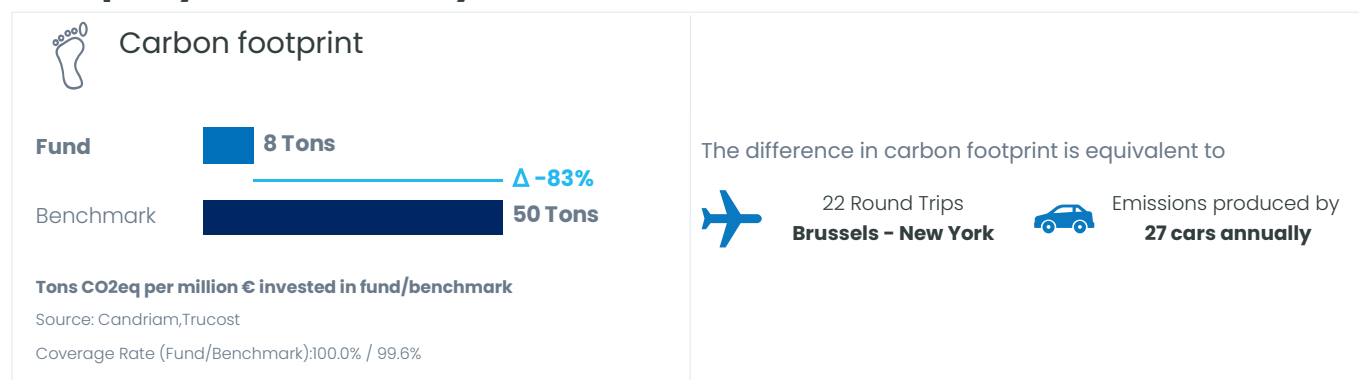 Carbon footprint
Fund
8 Tons
Δ -83%
Benchmark
50 Tons
Tons CO2eq per million € invested in fund/benchmark
Source: Candriam,Trucost
Coverage Rate (Fund/Benchmark):100.0% / 99.6%
The difference in carbon footprint is equivalent to
22 Round Trips
Brussels - New York
Emissions produced by
27 cars annually